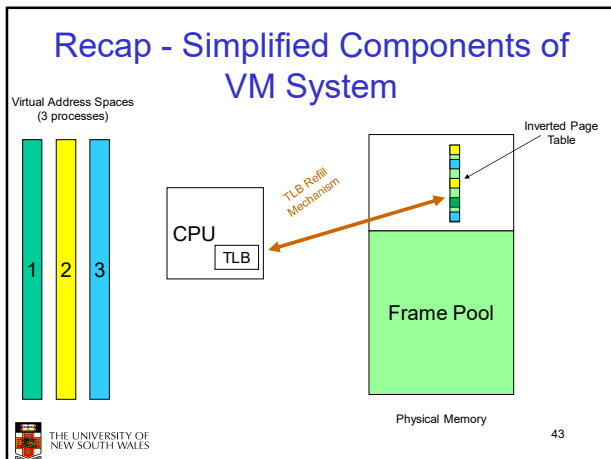 Recap - Simplified Components of
VM System
Virtual Address Spaces
(3 processes)
1
2
3
CPU
TLB
TLB Refill
Mechanism
Inverted Page
Table
Frame Pool
Physical Memory
THE UNIVERSITY OF
NEW SOUTH WALES
43